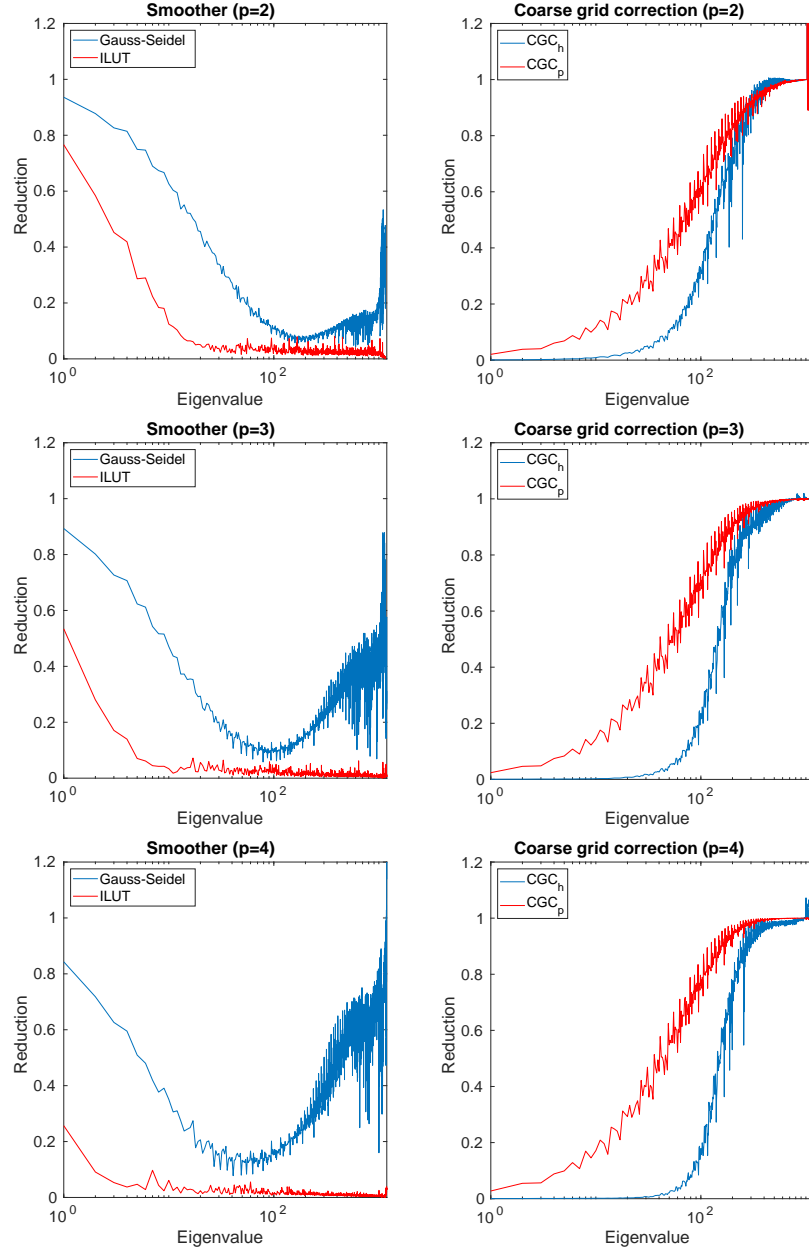 Smoother (p=2)
Gauss-Seidel
ILUT
Reduction
1.2
1
0.8
0.6
0.4
0.2
0
10^0
10^2
Eigenvalue
Coarse grid correction (p=2)
CGC_h
CGC_p
Reduction
1.2
1
0.8
0.6
0.4
0.2
0
10^0
10^2
Eigenvalue
Smoother (p=3)
Gauss-Seidel
ILUT
Reduction
1.2
1
0.8
0.6
0.4
0.2
0
10^0
10^2
Eigenvalue
Coarse grid correction (p=3)
CGC_h
CGC_p
Reduction
1.2
1
0.8
0.6
0.4
0.2
0
10^0
10^2
Eigenvalue
Smoother (p=4)
Gauss-Seidel
ILUT
Reduction
1.2
1
0.8
0.6
0.4
0.2
0
10^0
10^2
Eigenvalue
Coarse grid correction (p=4)
CGC_h
CGC_p
Reduction
1.2
1
0.8
0.6
0.4
0.2
0
10^0
10^2
Eigenvalue